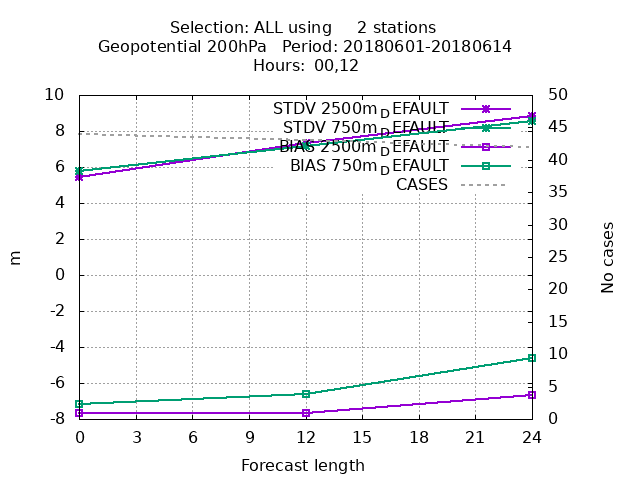 Selection: ALL using     2 stations
Geopotential 200hPa   Period: 20180601-20180614
Hours:  00,12
STDV 2500m_DEFAULT
STDV 750m_DEFAULT
BIAS 2500m_DEFAULT
BIAS 750m_DEFAULT
CASES
10
8
6
4
2
0
-2
-4
-6
-8
m
50
45
40
35
30
25
20
15
10
5
0
No cases
0 3 6 9 12 15 18 21 24
Forecast length